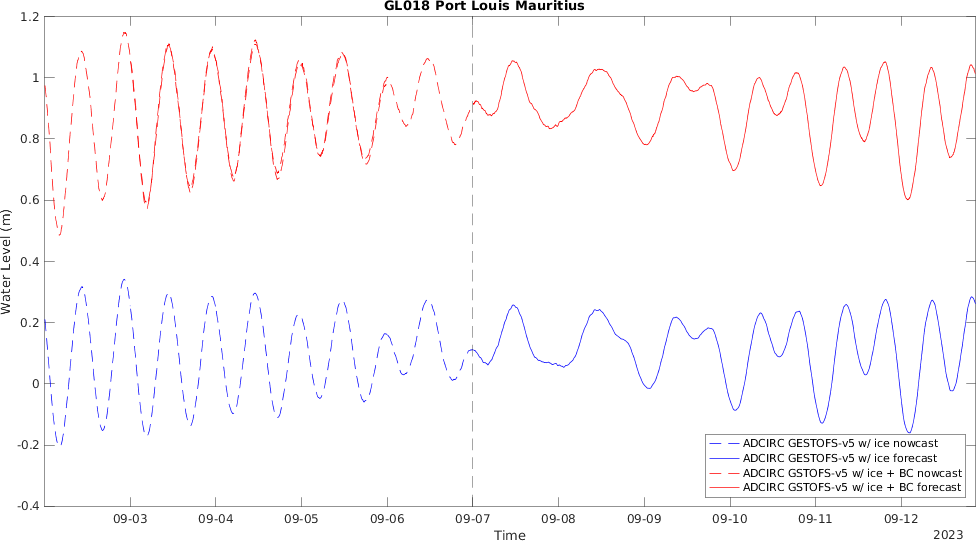 GL018 Port Louis Mauritius
1.2
1
0.8
0.6
0.4
0.2
0
-0.2
-0.4
Water Level (m)
ADCIRC GESTOFS-v5 w/ ice nowcast
ADCIRC GESTOFS-v5 w/ ice forecast
ADCIRC GSTOFS-v5 w/ ice + BC nowcast
ADCIRC GSTOFS-v5 w/ ice + BC forecast
09-03 09-04 09-05 09-06 09-07 09-08 09-09 09-10 09-11 09-12
Time
2023